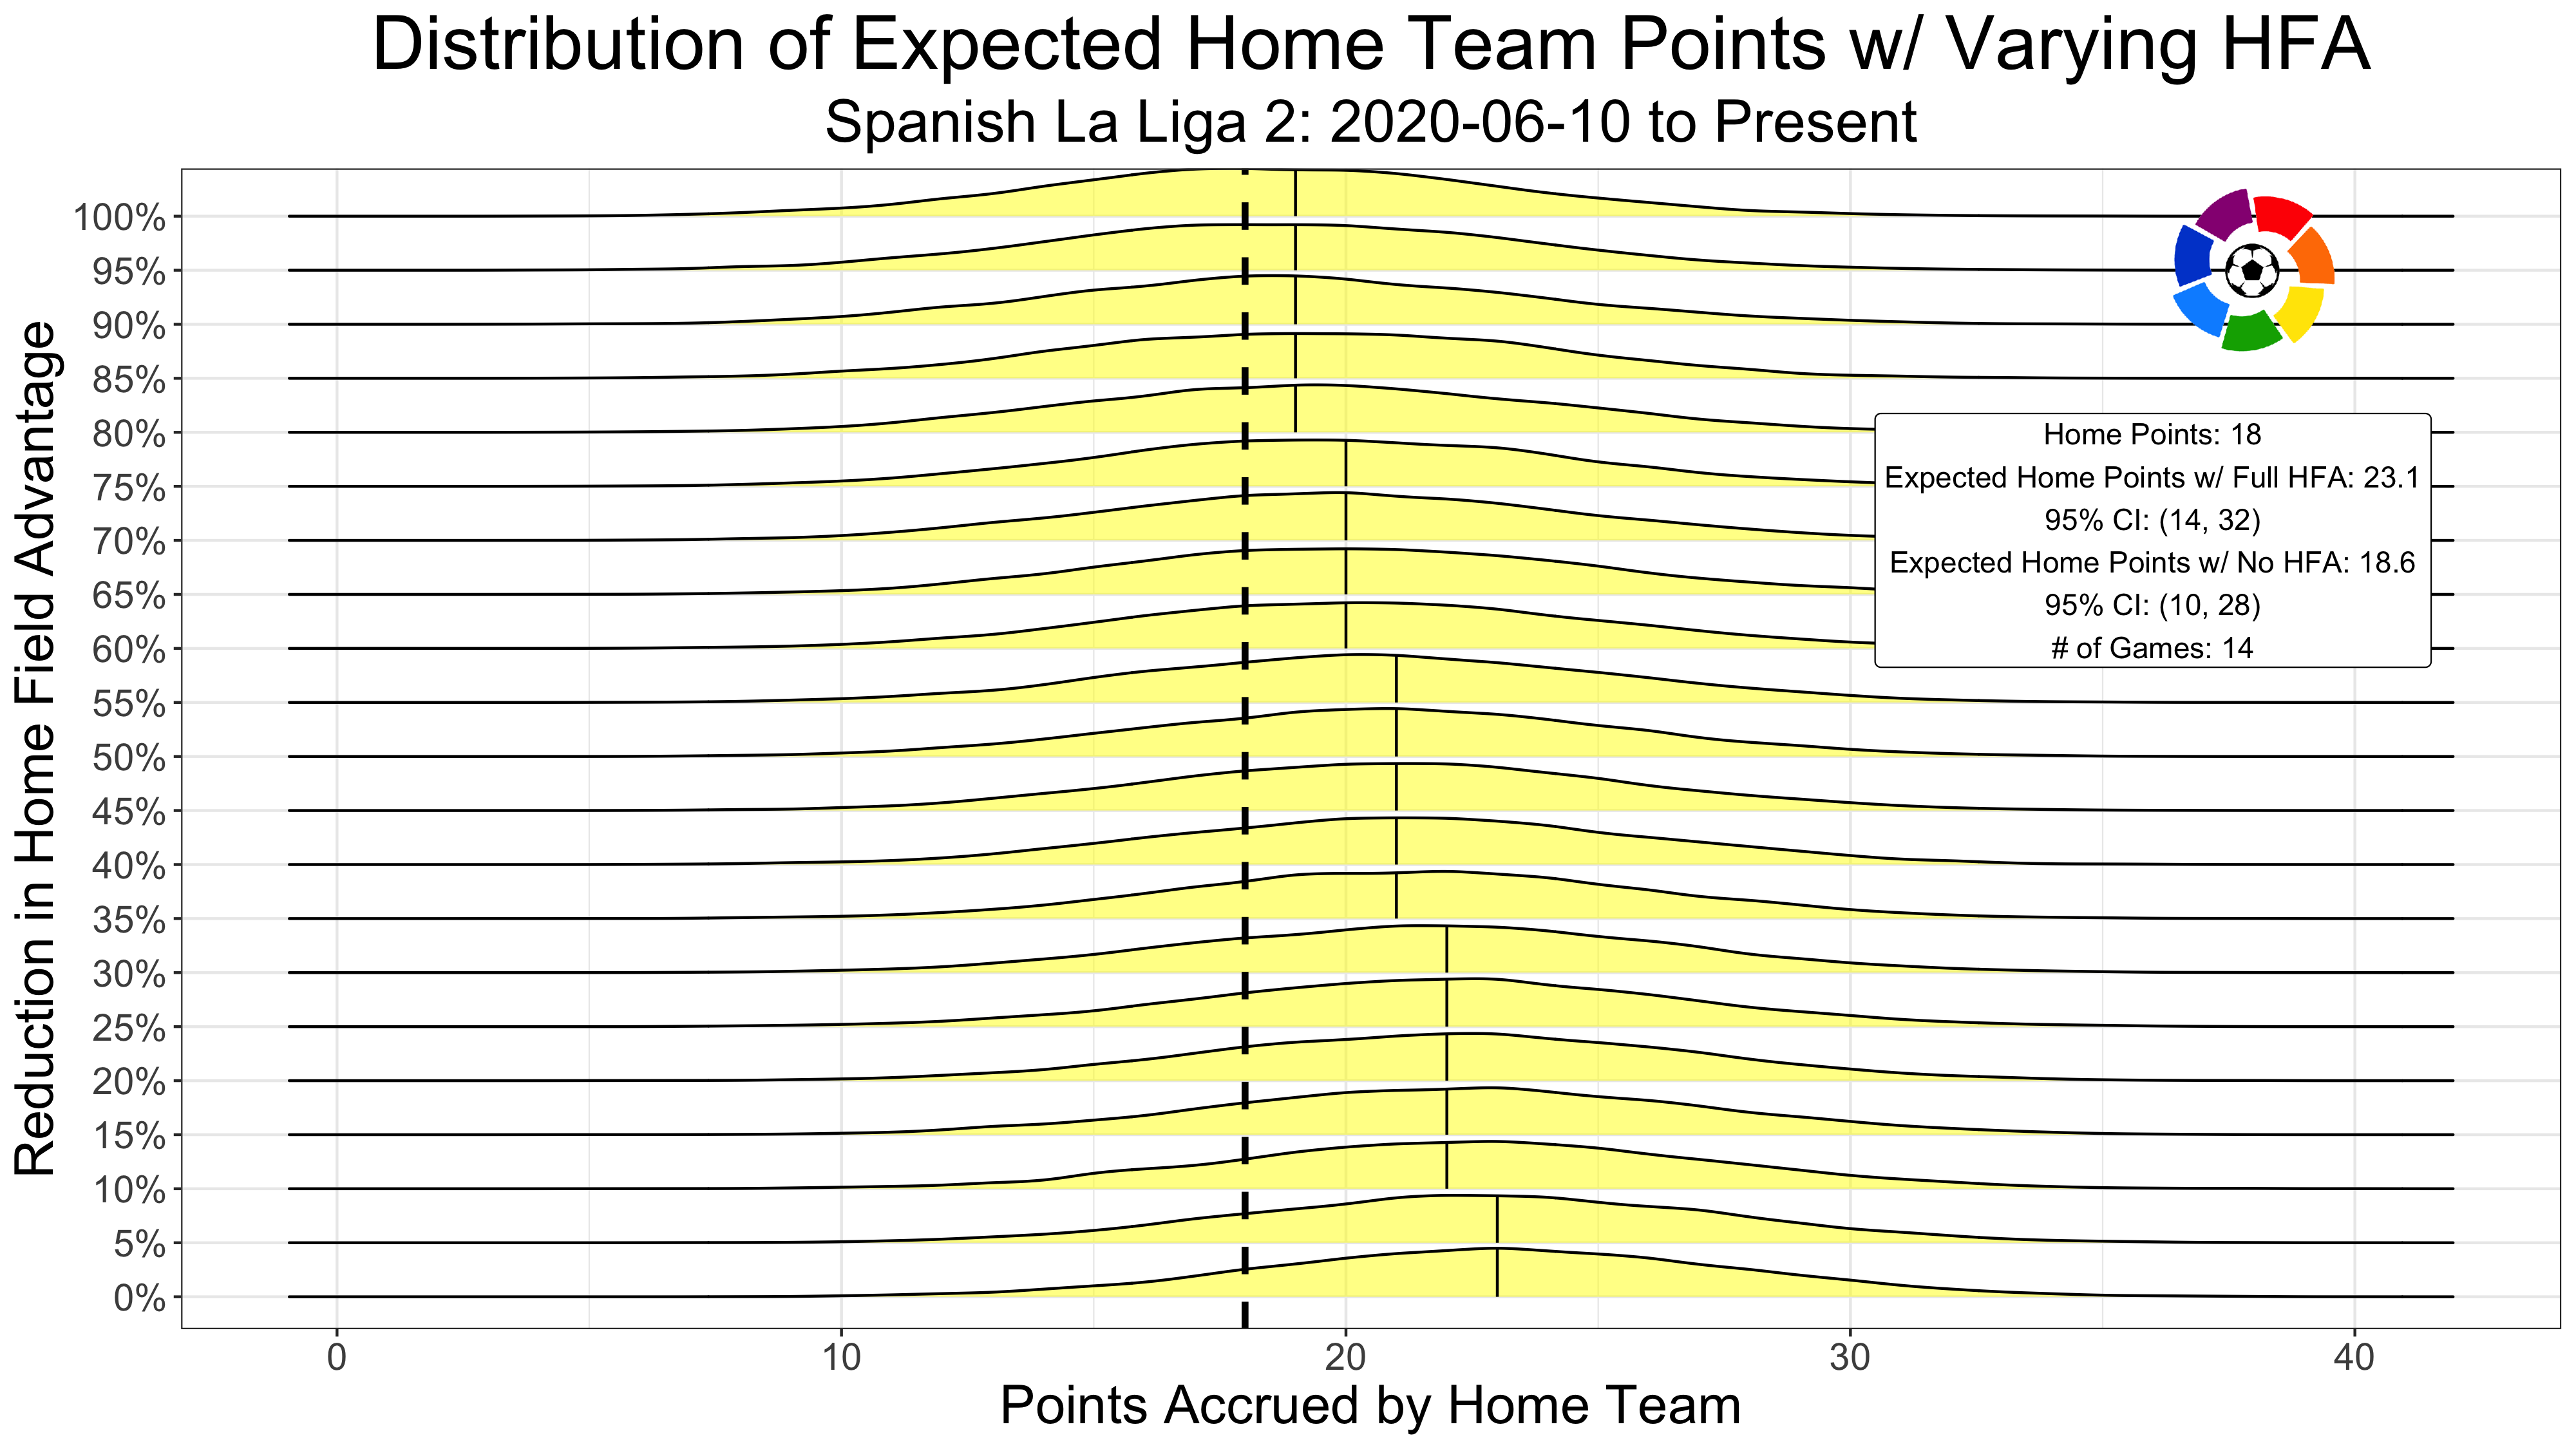 Distribution of Expected Home Team Points w/ Varying HFA
Spanish La Liga 2: 2020-06-10 to Present
Reduction in Home Field Advantage
100%
95%
90%
85%
80%
75%
70%
65%
60%
55%
50%
45%
40%
35%
30%
25%
20%
15%
10%
5%
0%
Home Points: 18
Expected Home Points w/ Full HFA: 23.1
95% CI: (14, 32)
Expected Home Points w/ No HFA: 18.6
95% CI: (10, 28)
# of Games: 14
0 10 20 30 40
Points Accrued by Home Team